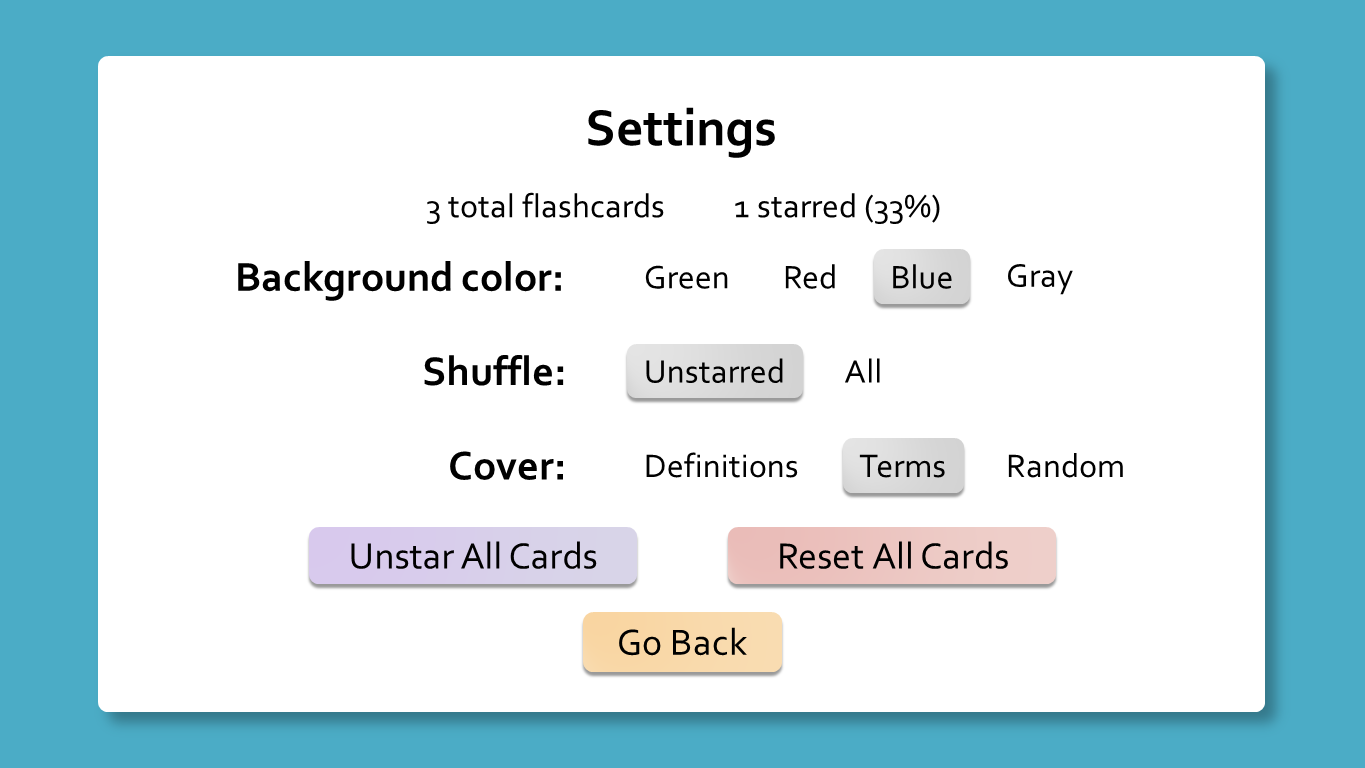 Settings
3 total flashcards 1 starred (33%)
Background color: Green Red Blue Gray
Shuffle: Unstarred All
Cover: Definitions Terms Random
Unstar All Cards Reset All Cards
Go Back